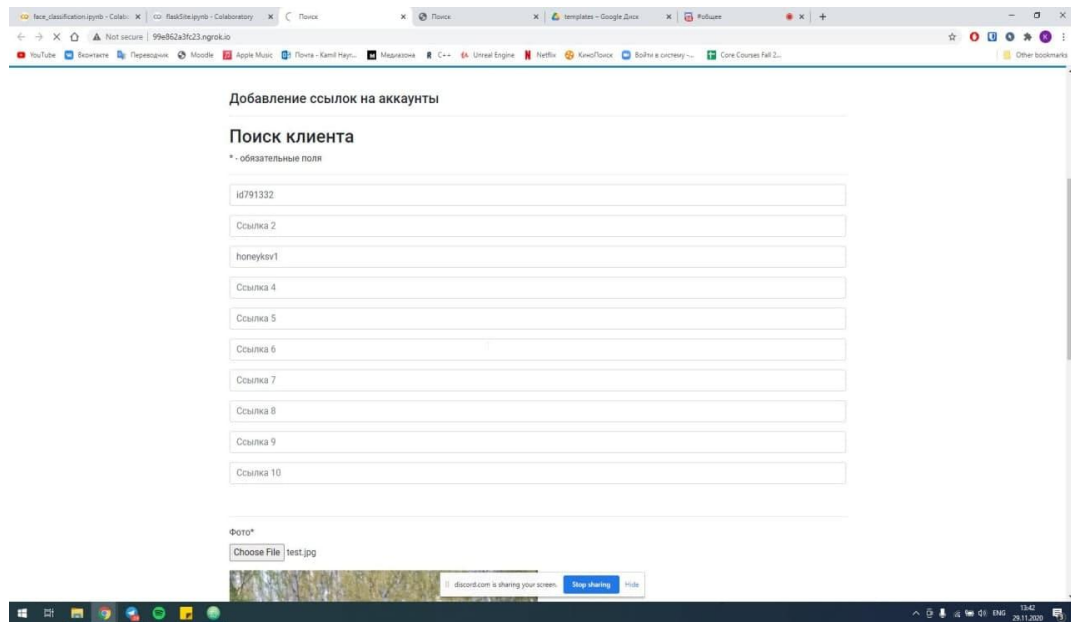 face_classification.ipynb - Colab
flaskSite.ipynb - Colaboratory
Поиск
Поиск
templates – Google Диск
Робшее
Not secure
99e862a3fc23.ngrok.io
YouTube
Вконтакте
Переводчик
Moodle
Apple Music
Почта – Kamil Hayr...
Медиазона
C++
Unreal Engine
Netflix
КиноПоиск
Войти в систему –...
Core Courses Fall 2...
Other bookmarks
Добавление ссылок на аккаунты
Поиск клиента
* - обязательные поля
id791332
Ссылка 2
honeyksv1
Ссылка 4
Ссылка 5
Ссылка 6
Ссылка 7
Ссылка 8
Ссылка 9
Ссылка 10
Фото*
Choose File test.jpg
discord.com is sharing your screen.
Stop sharing
Hide
ENG
13:42
29.11.2020